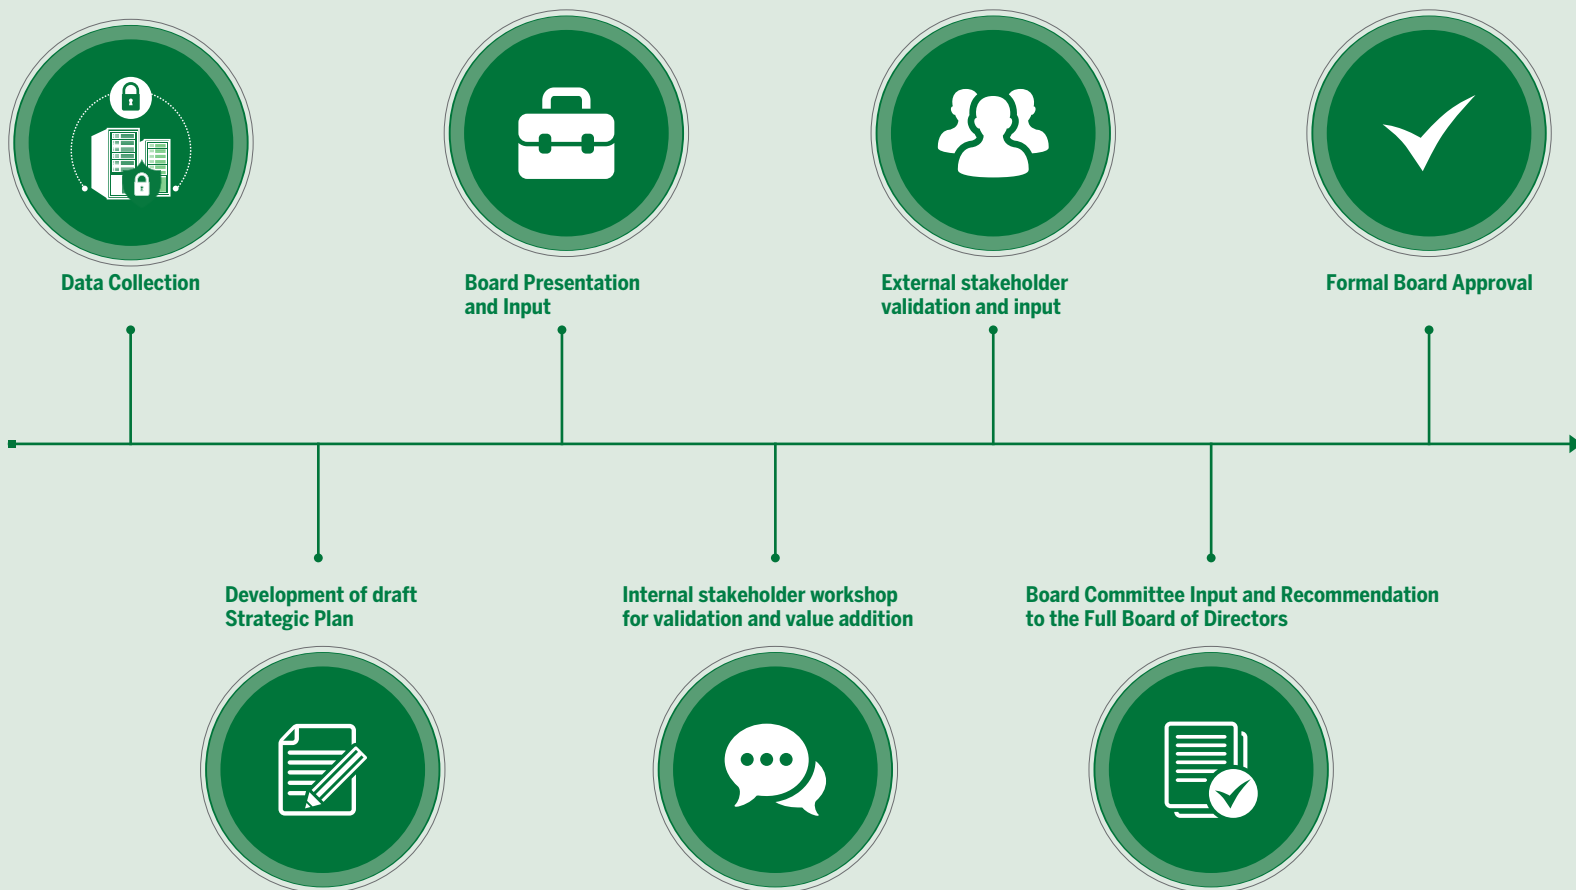 Data Collection
Board Presentation
and Input
External stakeholder
validation and input
Formal Board Approval
Development of draft
Strategic Plan
Internal stakeholder workshop
for validation and value addition
Board Committee Input and Recommendation
to the Full Board of Directors